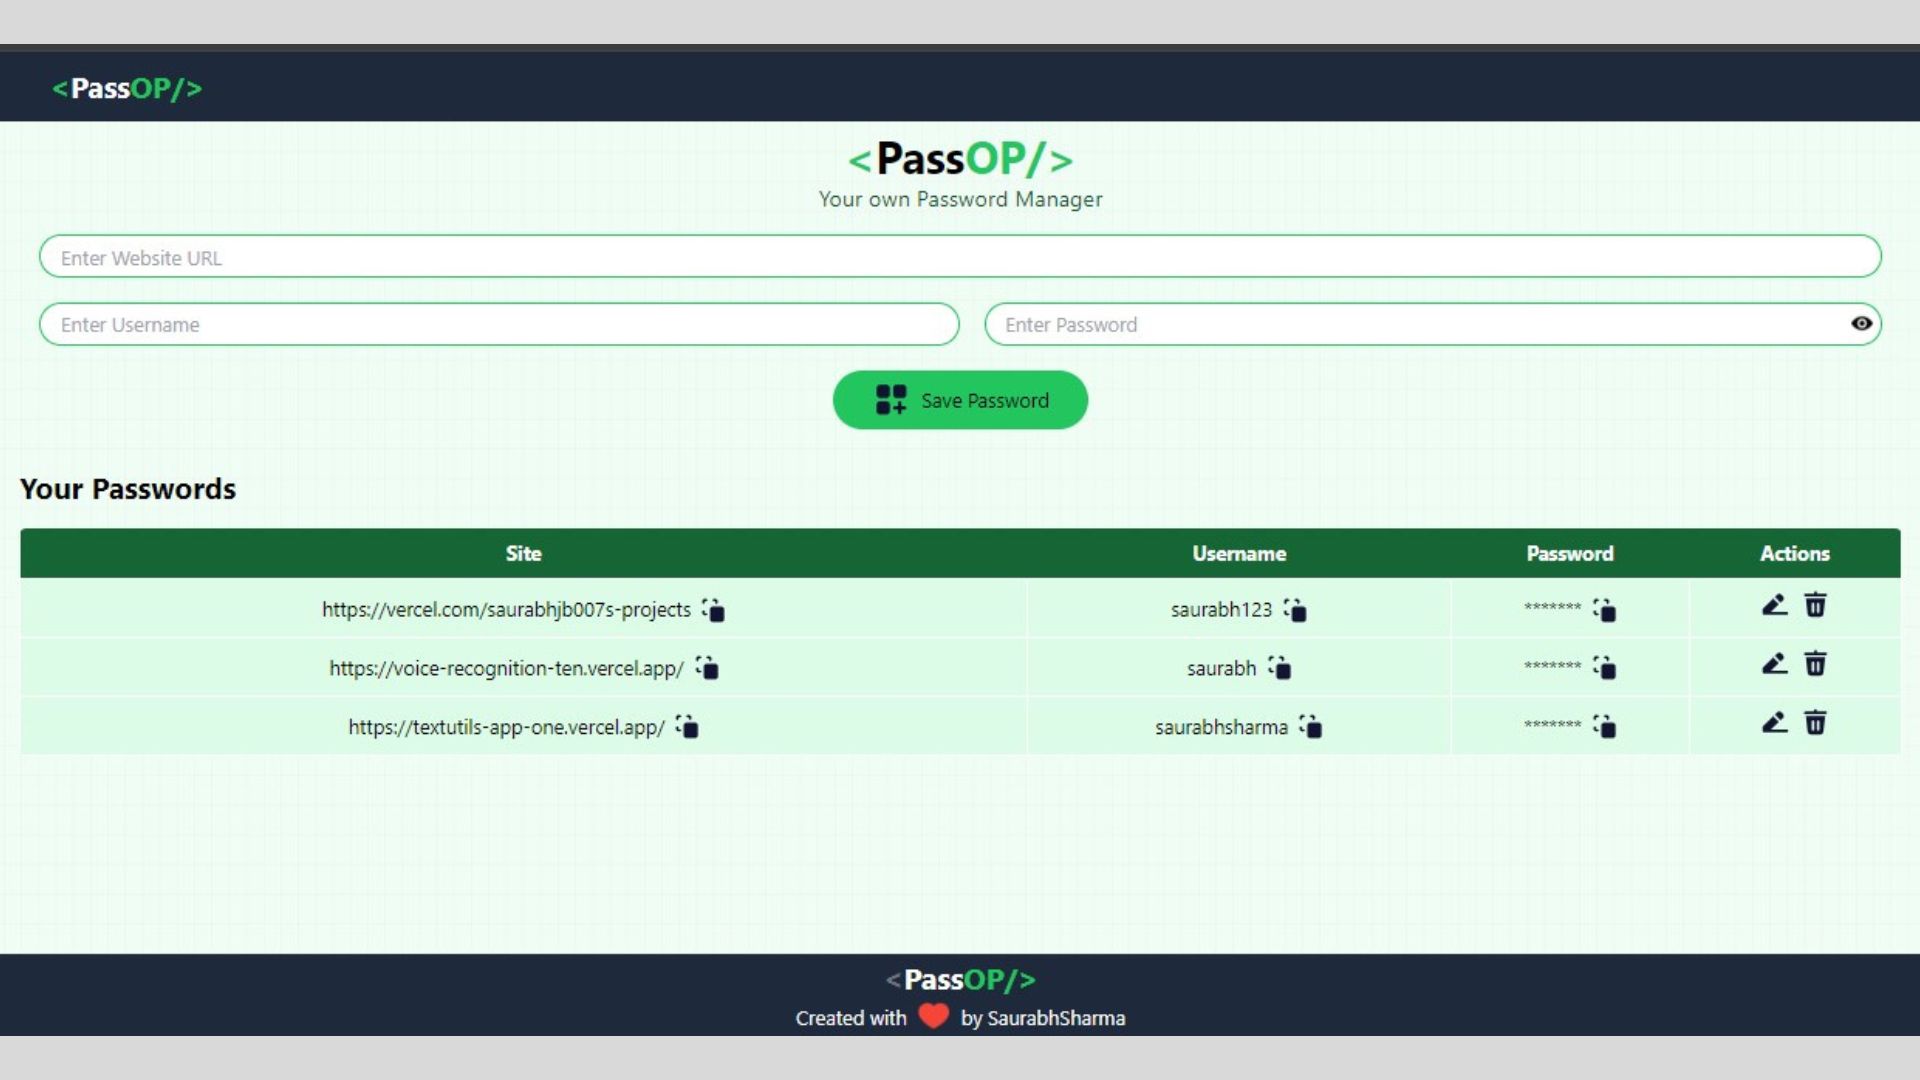 <PassOP/>
<PassOP/>
Your own Password Manager
Enter Website URL
Enter Username Enter Password
Save Password
Your Passwords
Site Username Password Actions
https://vercel.com/saurabhjb007s-projects saurabh123 *******
https://voice-recognition-ten.vercel.app/ saurabh *******
https://textutils-app-one.vercel.app/ saurabhsharma *******
<PassOP/>
Created with ❤️ by SaurabhSharma